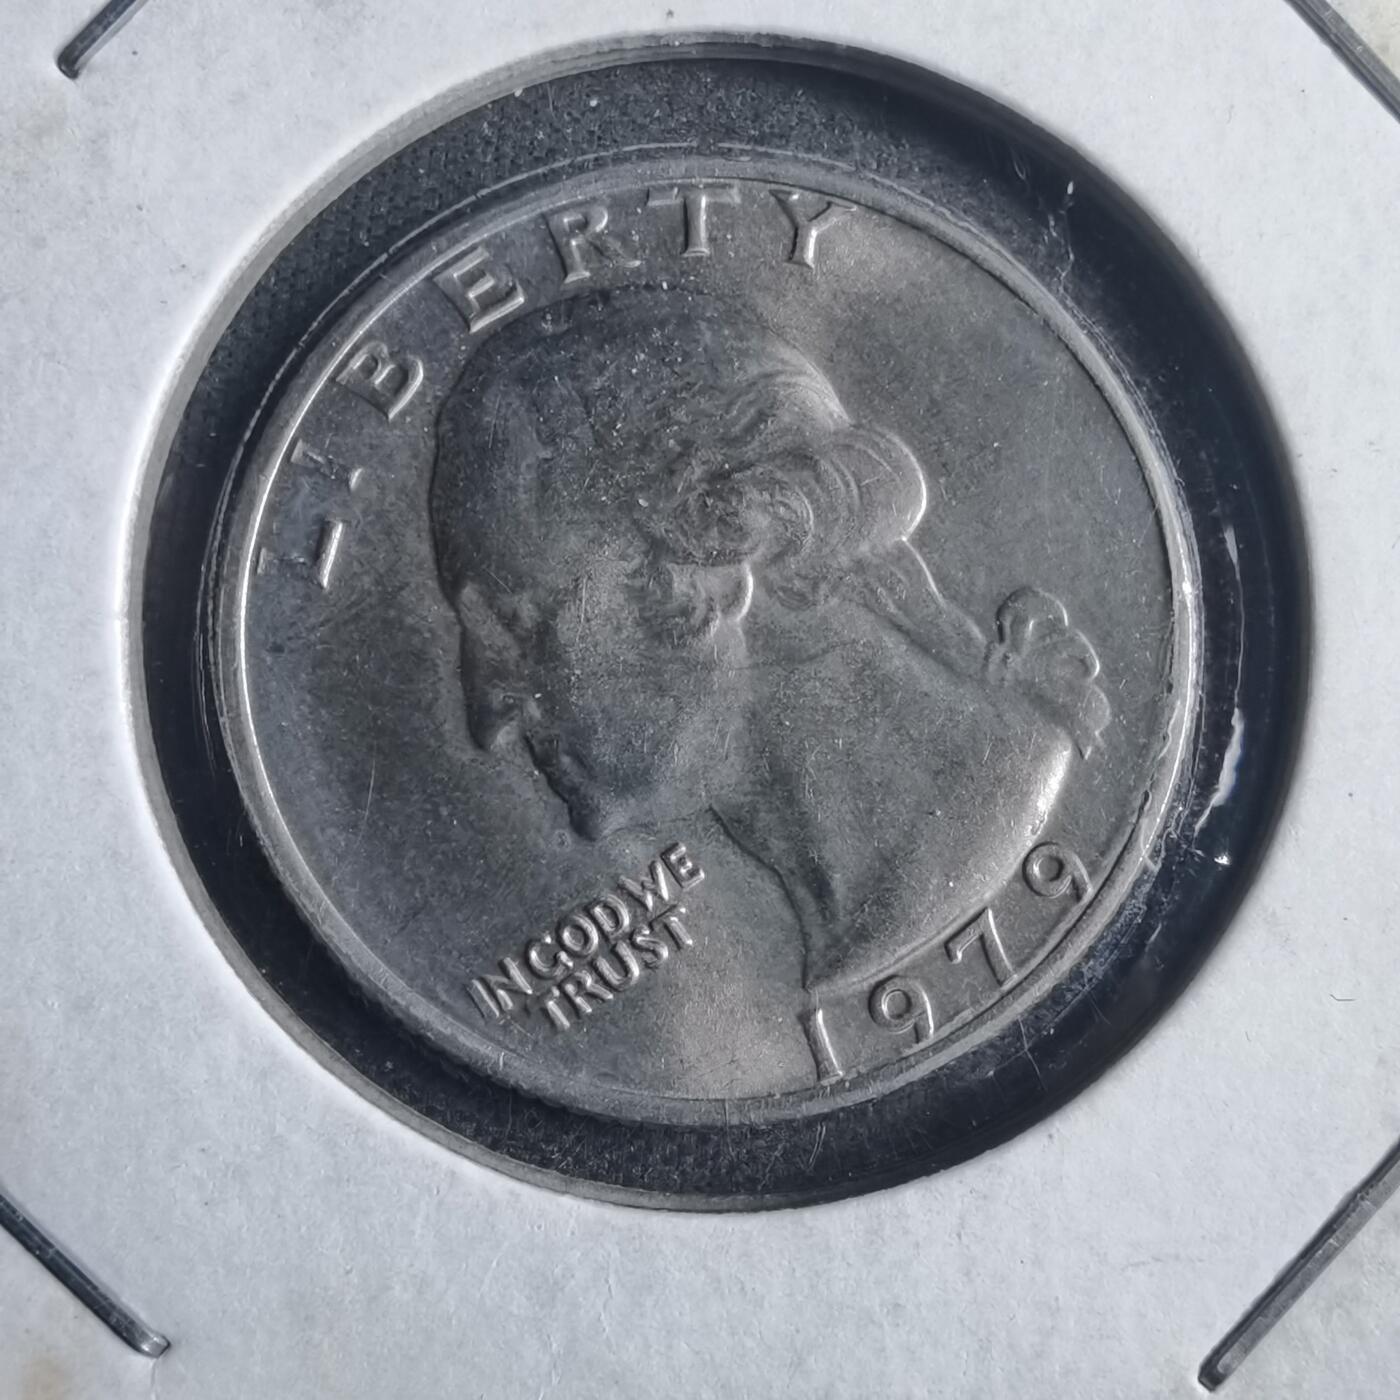 LIBERTY
IN GOD WE
TRUST
1979